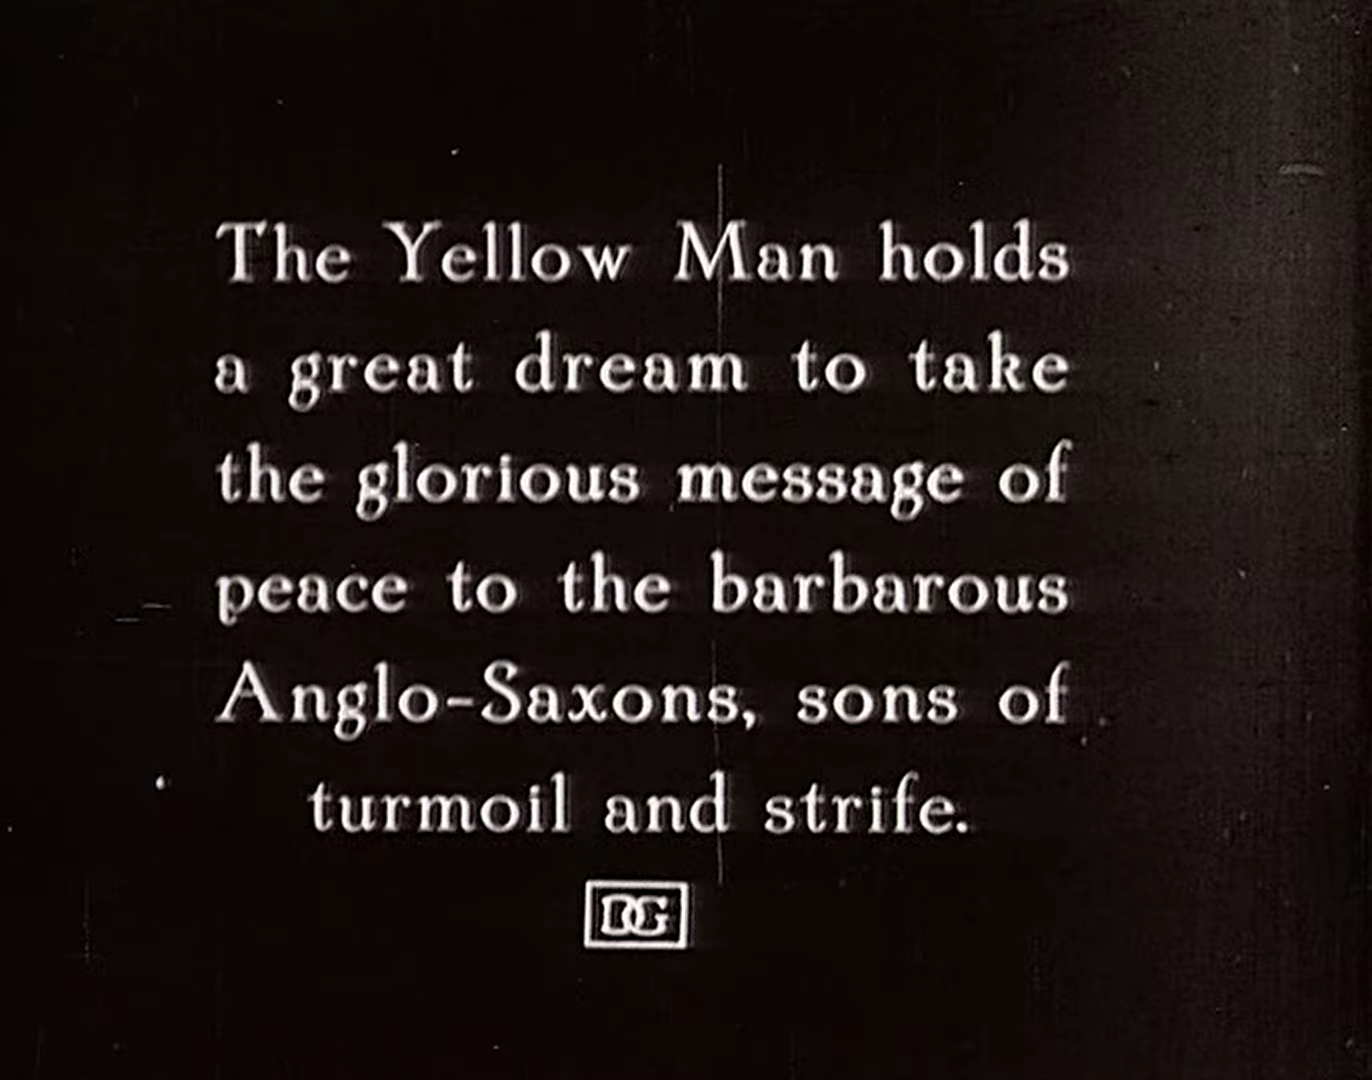 The Yellow Man holds
a great dream to take
the glorious message of
peace to the barbarous
Anglo-Saxons, sons of
turmoil and strife.
DG